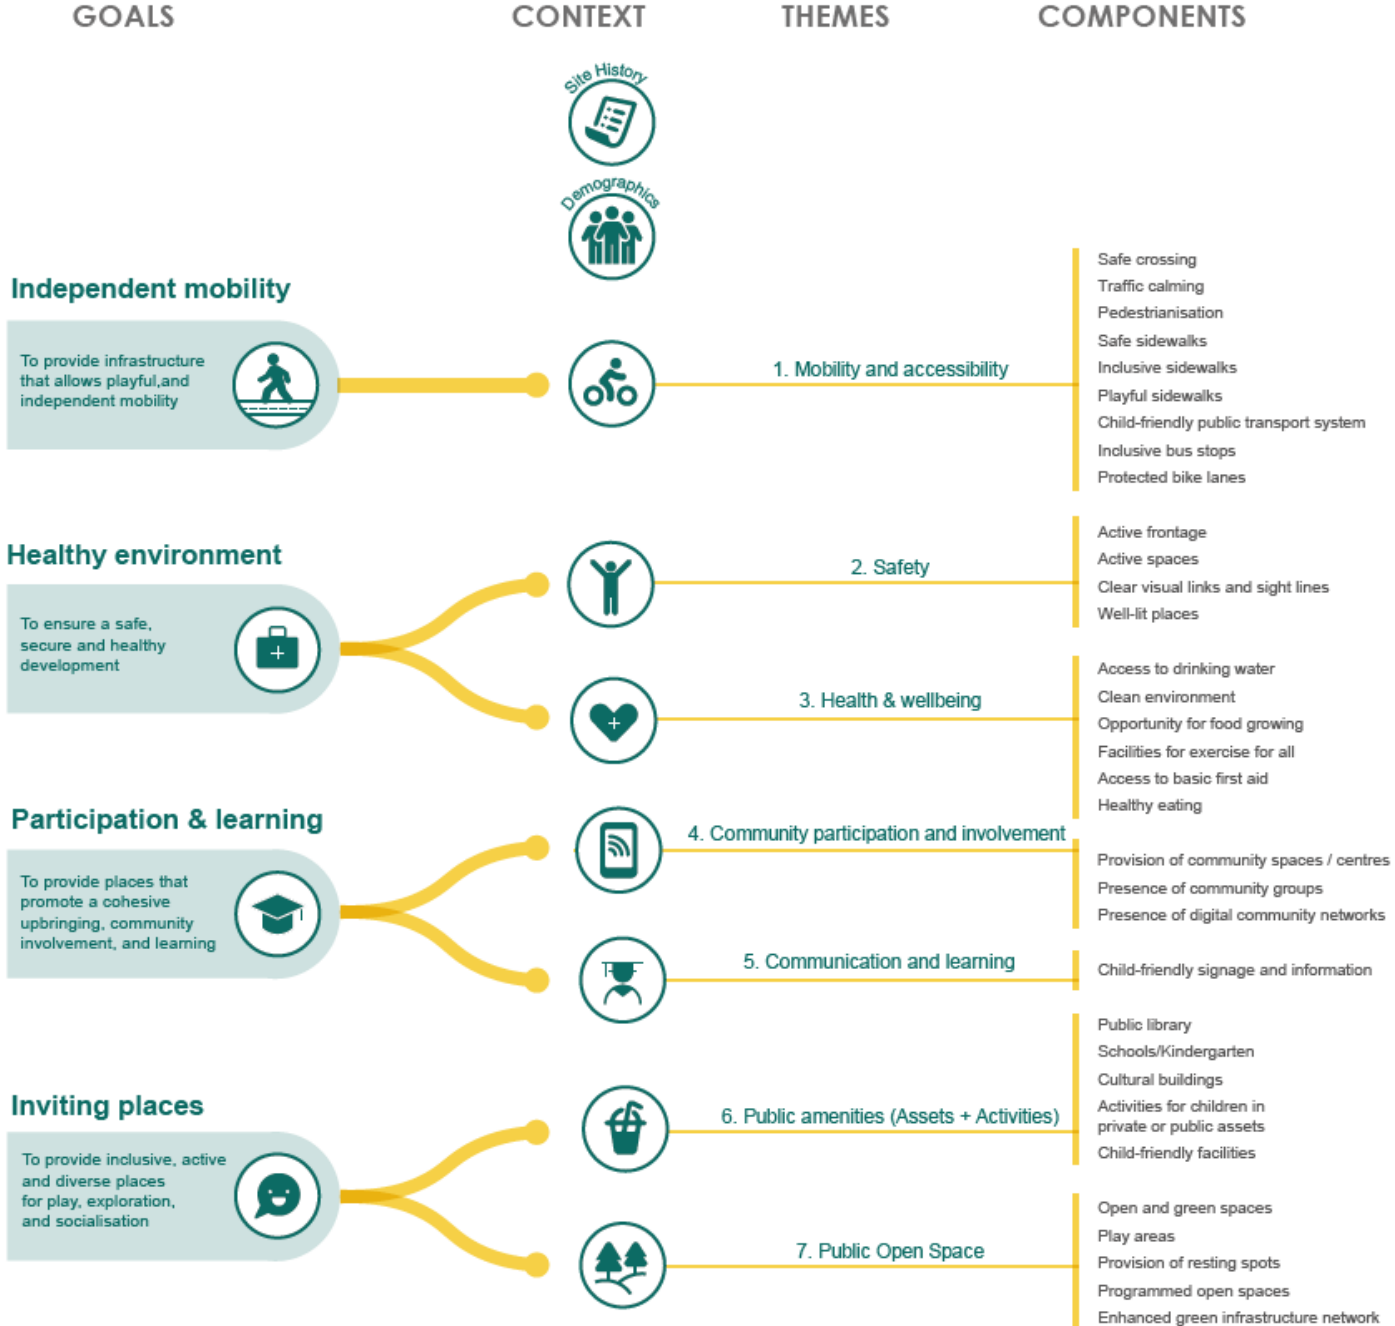 GOALS
CONTEXT
THEMES
COMPONENTS
Site History
Demographics
Independent mobility
To provide infrastructure
that allows playful,and
independent mobility
1. Mobility and accessibility
Safe crossing
Traffic calming
Pedestrianisation
Safe sidewalks
Inclusive sidewalks
Playful sidewalks
Child-friendly public transport system
Inclusive bus stops
Protected bike lanes
Healthy environment
To ensure a safe,
secure and healthy
development
2. Safety
Active frontage
Active spaces
Clear visual links and sight lines
Well-lit places
3. Health & wellbeing
Access to drinking water
Clean environment
Opportunity for food growing
Facilities for exercise for all
Access to basic first aid
Healthy eating
Participation & learning
To provide places that
promote a cohesive
upbringing, community
involvement, and learning
4. Community participation and involvement
Provision of community spaces / centres
Presence of community groups
Presence of digital community networks
5. Communication and learning
Child-friendly signage and information
Inviting places
To provide inclusive, active
and diverse places
for play, exploration,
and socialisation
6. Public amenities (Assets + Activities)
Public library
Schools/Kindergarten
Cultural buildings
Activities for children in
private or public assets
Child-friendly facilities
7. Public Open Space
Open and green spaces
Play areas
Provision of resting spots
Programmed open spaces
Enhanced green infrastructure network